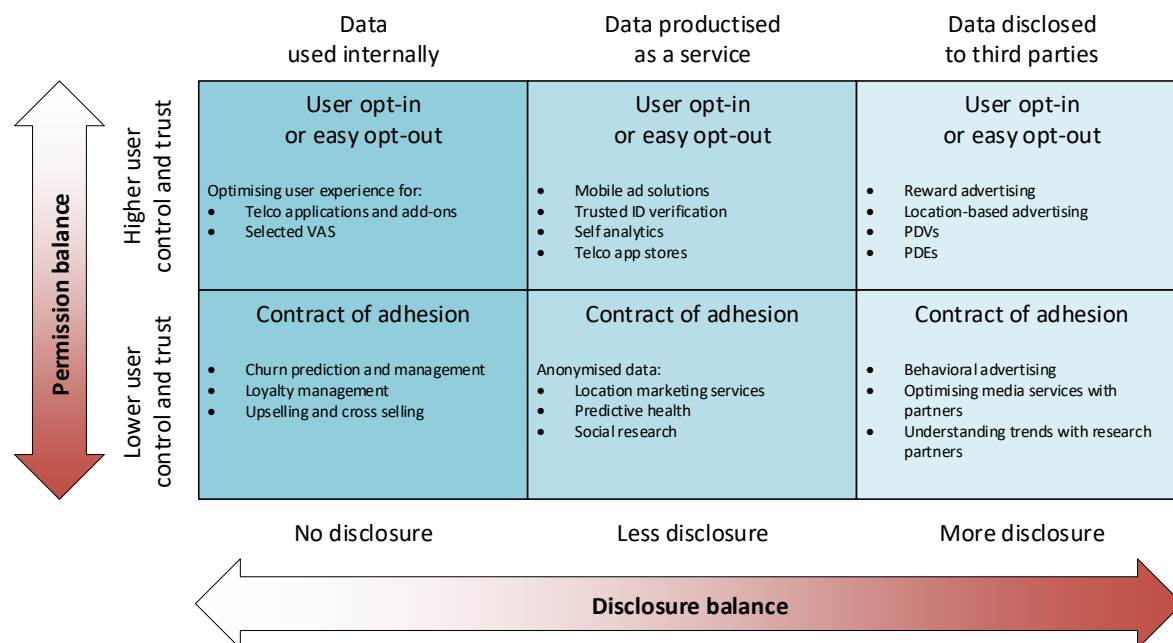 Data
used internally
Data productised
as a service
Data disclosed
to third parties
Permission balance
Higher user
control and trust
User opt-in
or easy opt-out
Optimising user experience for:
• Telco applications and add-ons
• Selected VAS
User opt-in
or easy opt-out
• Mobile ad solutions
• Trusted ID verification
• Self analytics
• Telco app stores
User opt-in
or easy opt-out
• Reward advertising
• Location-based advertising
• PDVs
• PDEs
Lower user
control and trust
Contract of adhesion
• Churn prediction and management
• Loyalty management
• Upselling and cross selling
Contract of adhesion
Anonymised data:
• Location marketing services
• Predictive health
• Social research
Contract of adhesion
• Behavioral advertising
• Optimising media services with
partners
• Understanding trends with research
partners
No disclosure
Less disclosure
More disclosure
Disclosure balance